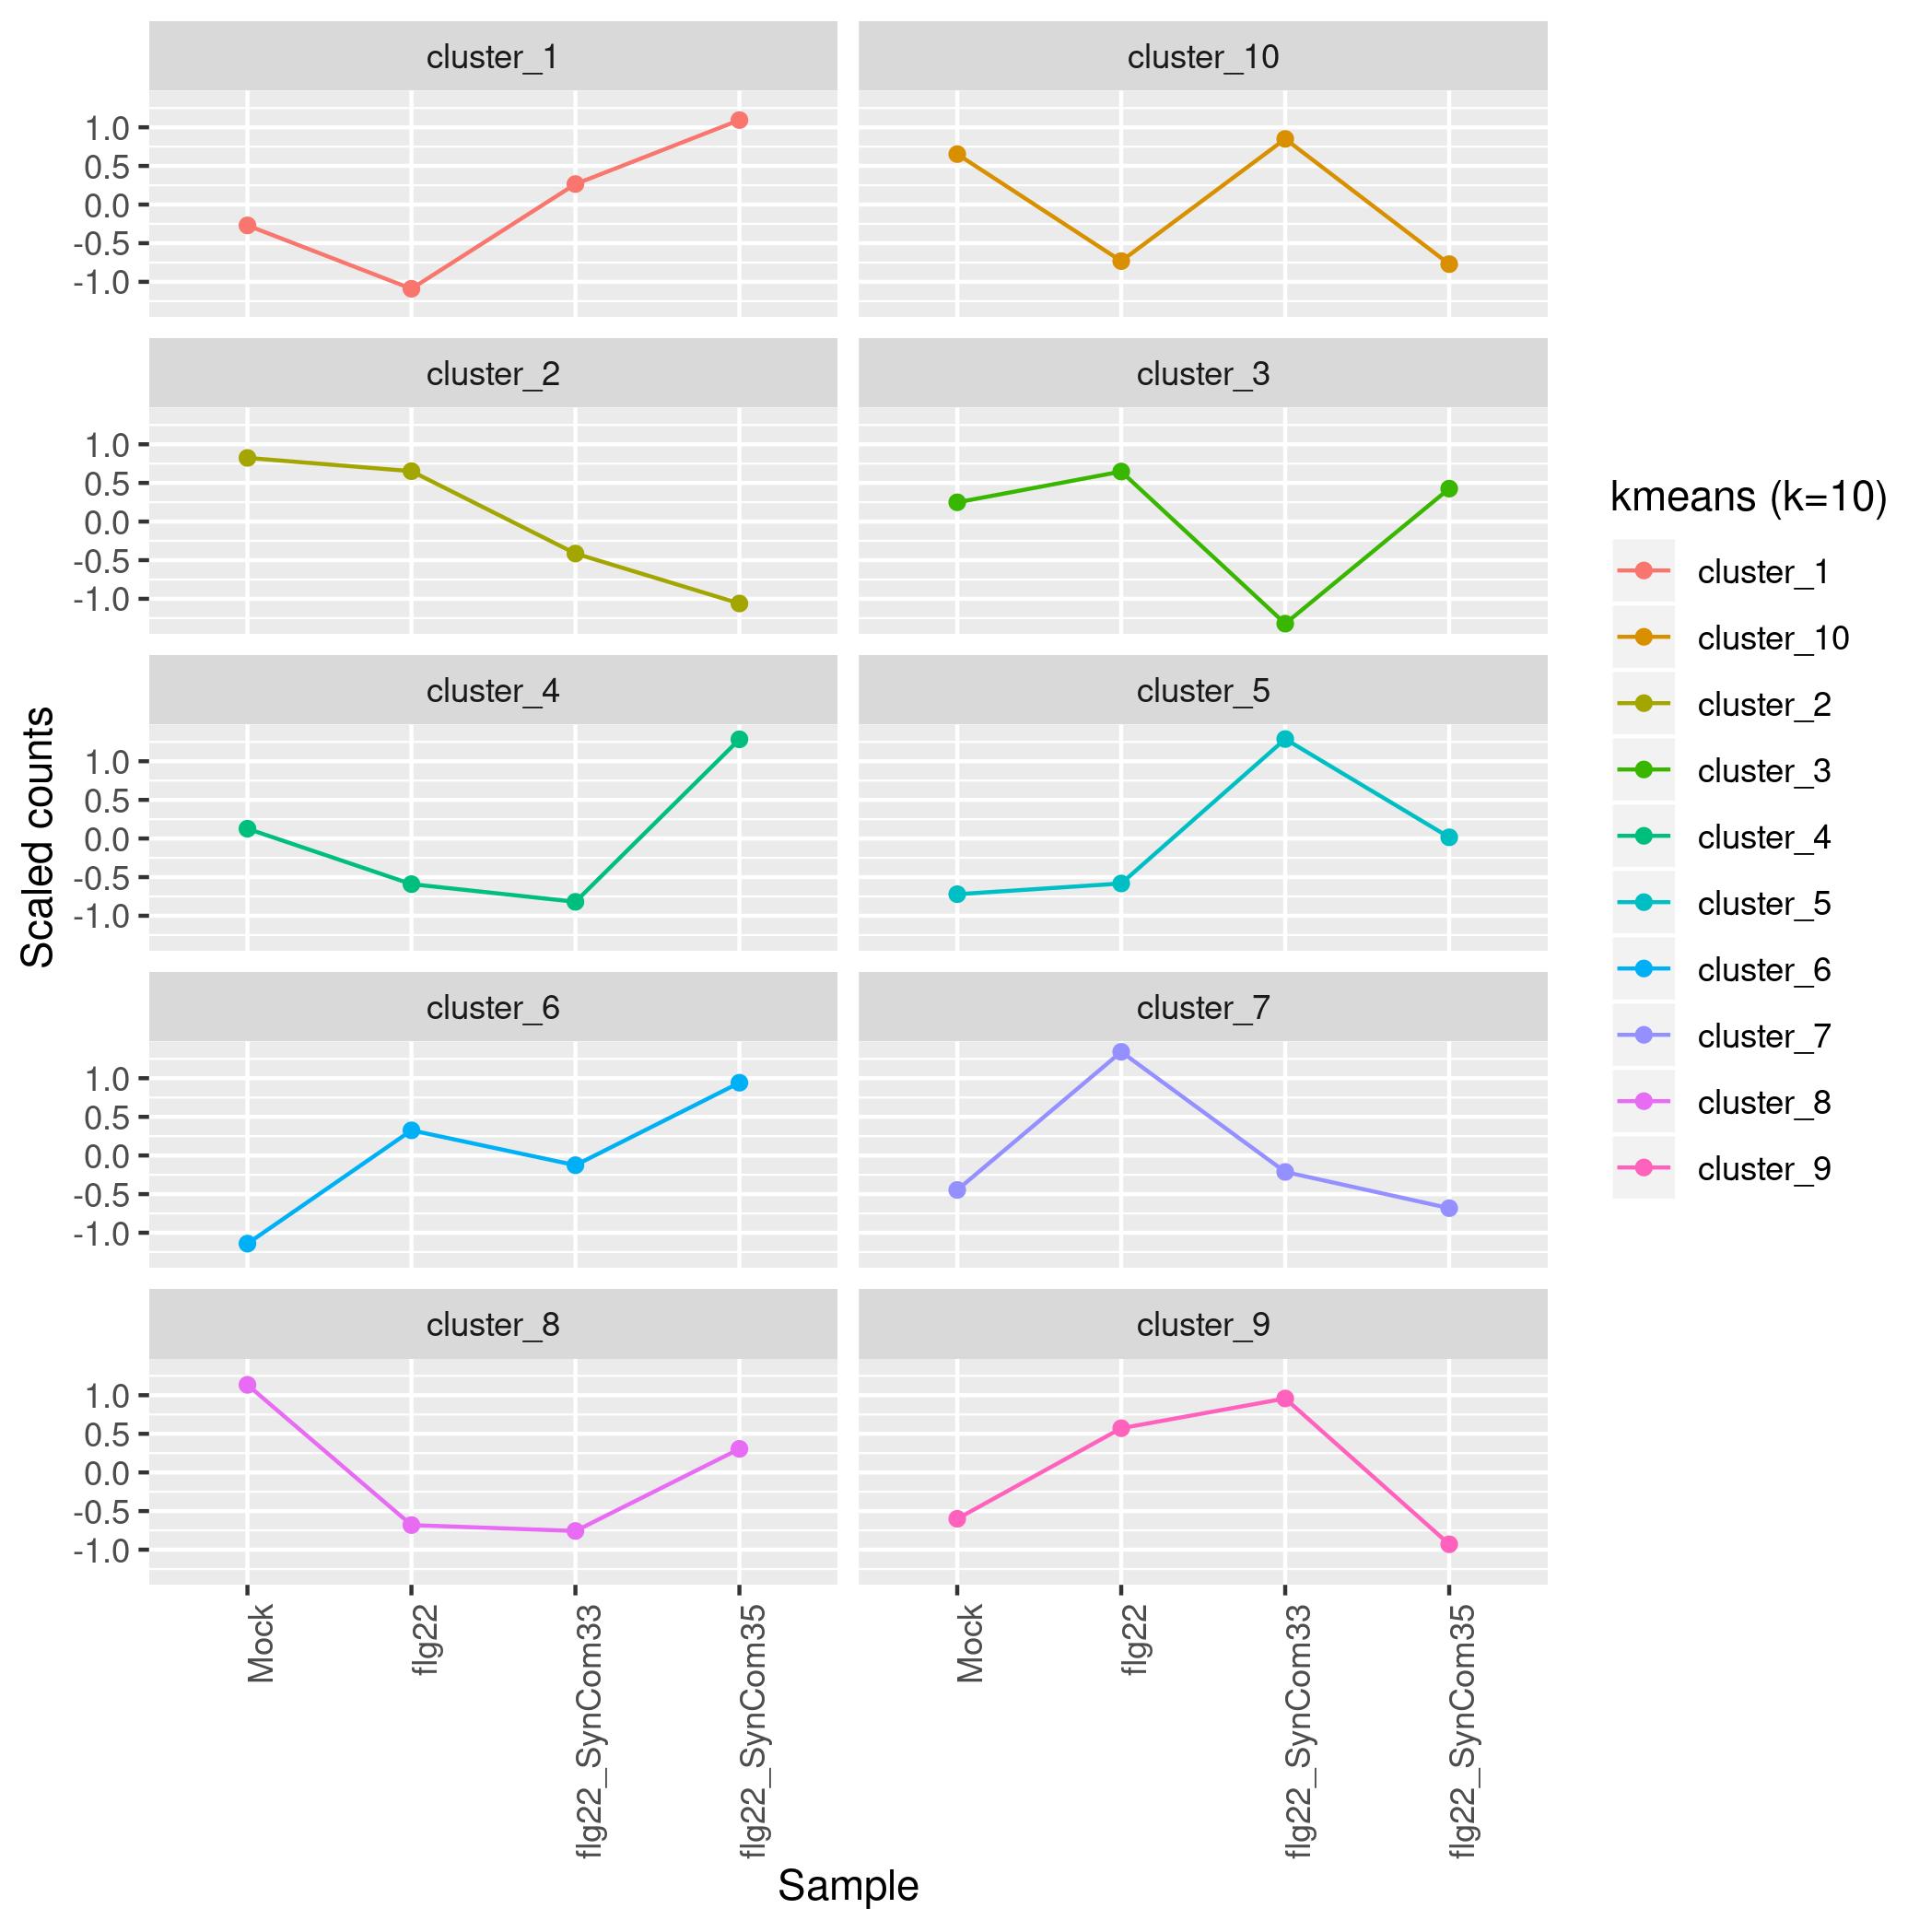 cluster_1
cluster_10
1.0
0.5
0.0
-0.5
-1.0
cluster_2
cluster_3
1.0
0.5
0.0
-0.5
-1.0
cluster_4
cluster_5
1.0
0.5
0.0
-0.5
-1.0
cluster_6
cluster_7
1.0
0.5
0.0
-0.5
-1.0
cluster_8
cluster_9
1.0
0.5
0.0
-0.5
-1.0
Mock
flg22
flg22_SynCom33
flg22_SynCom35
Mock
flg22
flg22_SynCom33
flg22_SynCom35
Sample
Scaled counts
kmeans (k=10)
cluster_1
cluster_10
cluster_2
cluster_3
cluster_4
cluster_5
cluster_6
cluster_7
cluster_8
cluster_9